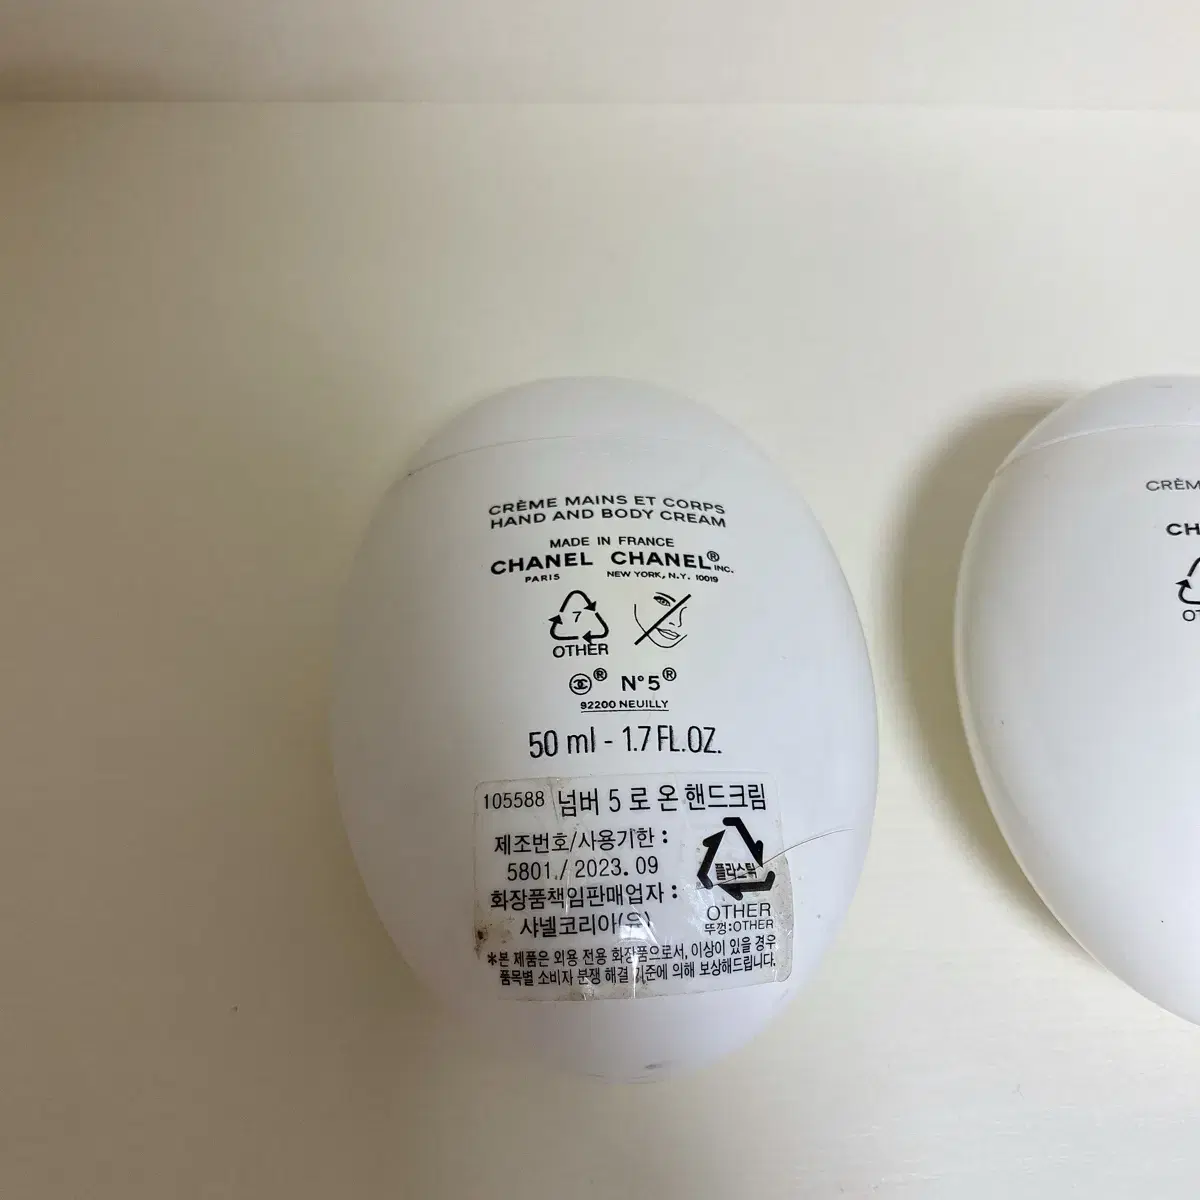 CRÈME MAINS ET CORPS
HAND AND BODY CREAM
MADE IN FRANCE
CHANEL CHANEL® INC.
PARIS NEW YORK, N.Y. 10019
7
OTHER
® N°5®
92200 NEUILLY
50 ml - 1.7 FL.OZ.
105588 넘버 5 로 온 핸드크림
제조번호/사용기한 :
5801 / 2023. 09
화장품책임판매업자 :
샤넬코리아(유)
플라스틱
OTHER
뚜껑:OTHER
*본 제품은 외용 전용 화장품으로서, 이상이 있을 경우
품목별 소비자 분쟁 해결 기준에 의해 보상해드립니다.
CRÈM
CH
OT